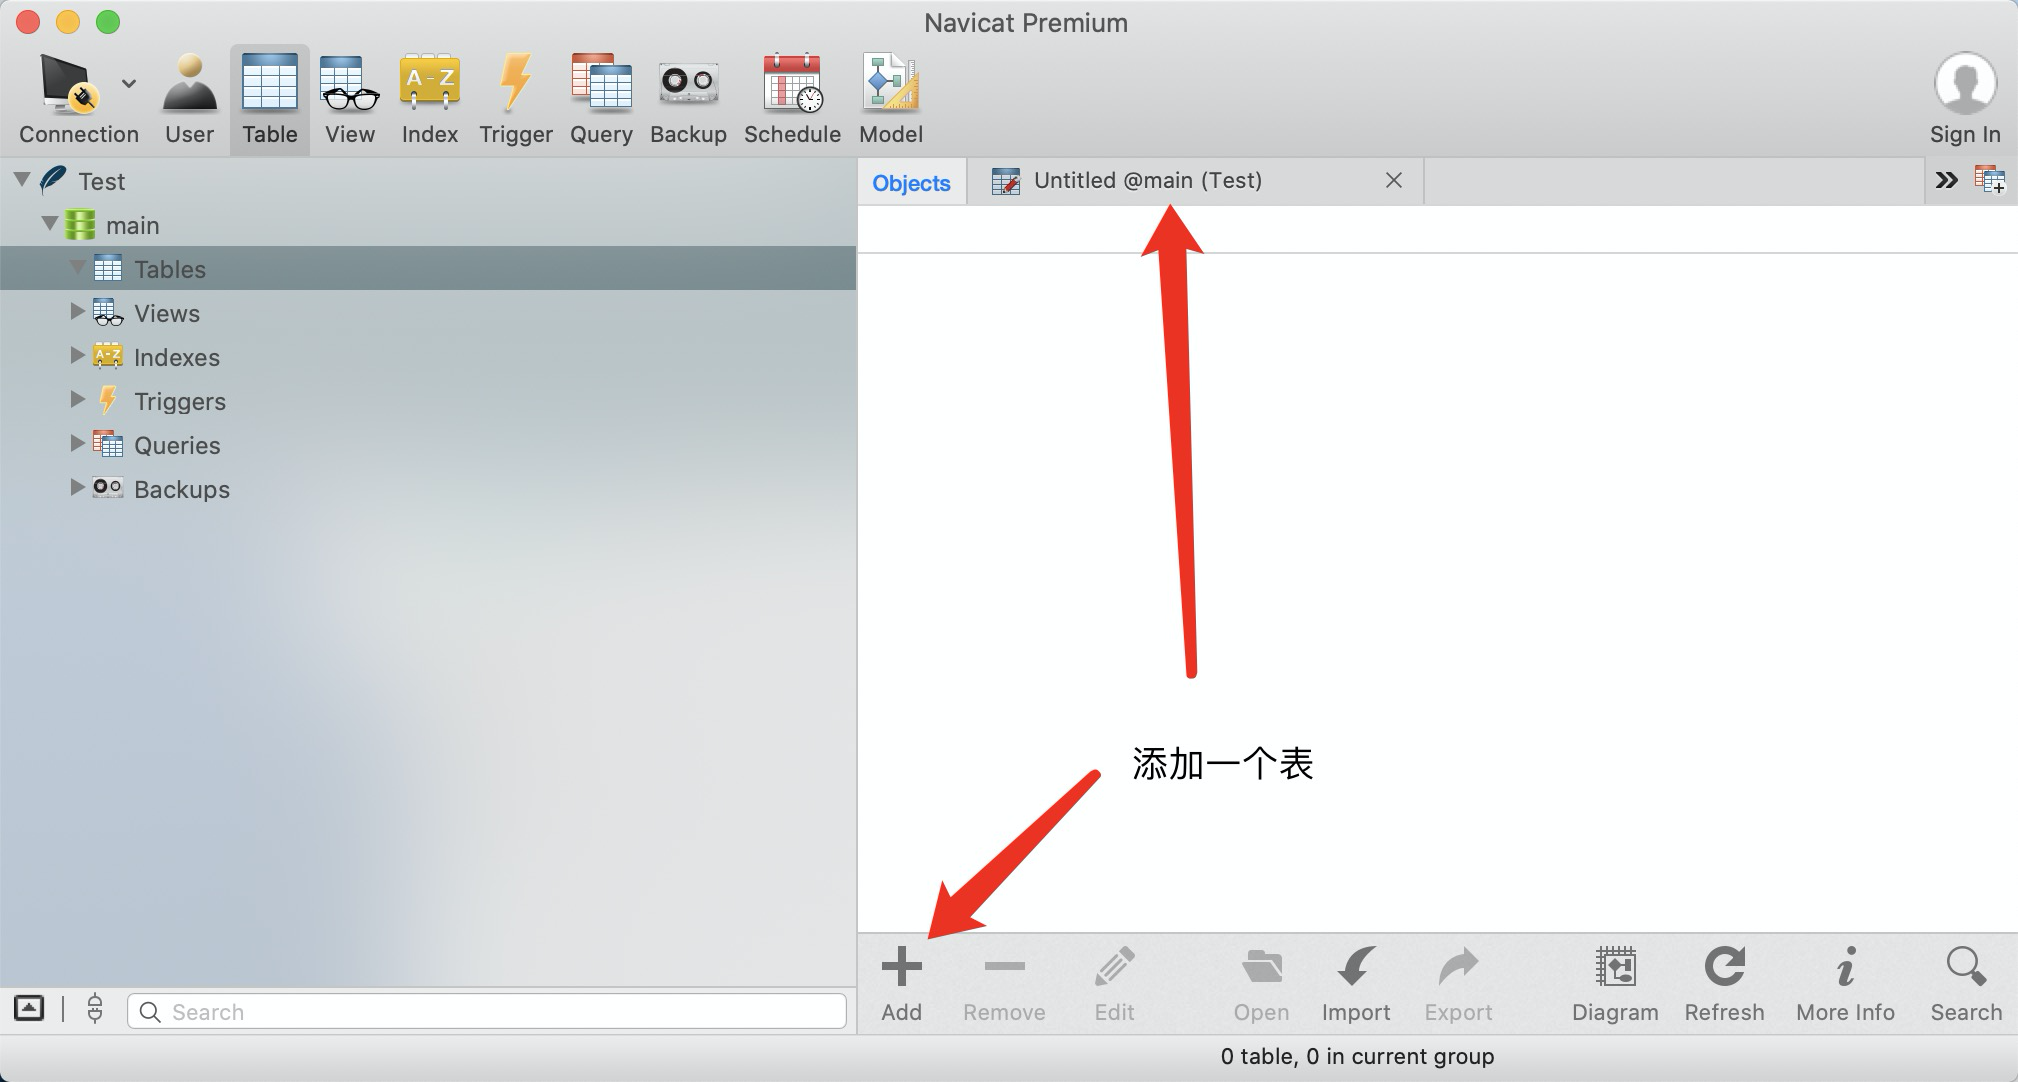 Navicat Premium
Connection User Table View Index Trigger Query Backup Schedule Model Sign In
A-Z
Test
main
Tables
Views
Indexes
A-Z
Triggers
Queries
Backups
Search
Objects Untitled @main (Test)
添加一个表
Add Remove Edit Open Import Export Diagram Refresh More Info Search
0 table, 0 in current group